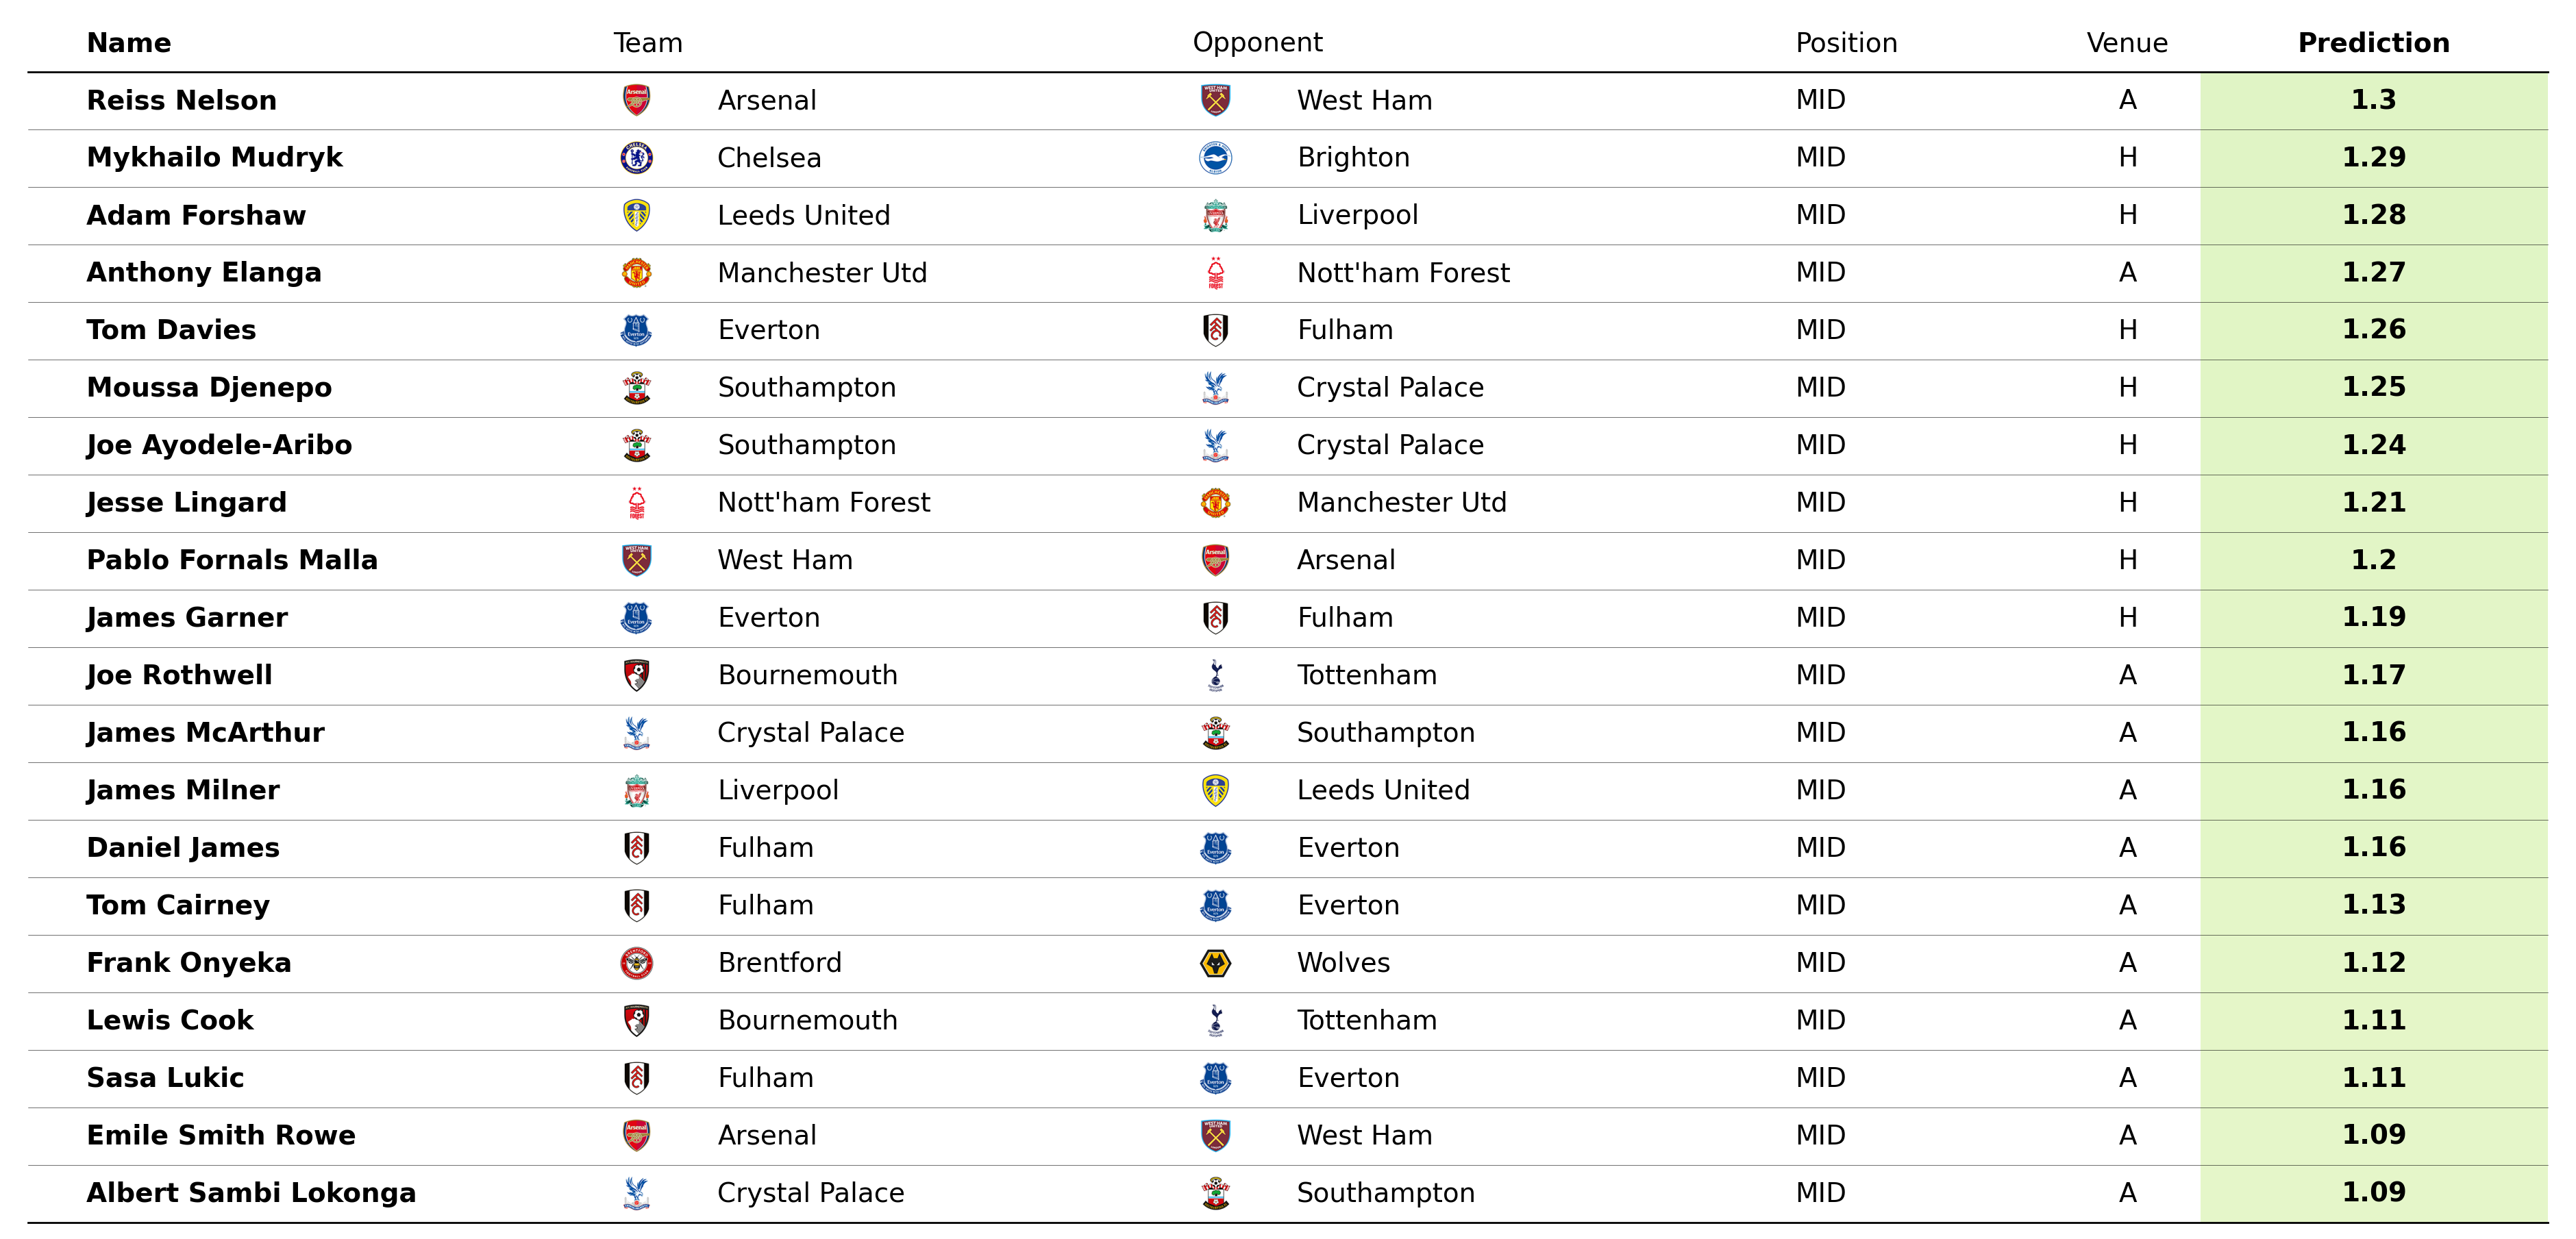 Name Team Opponent Position Venue Prediction
Reiss Nelson Arsenal West Ham MID A 1.3
Mykhailo Mudryk Chelsea Brighton MID H 1.29
Adam Forshaw Leeds United Liverpool MID H 1.28
Anthony Elanga Manchester Utd Nott'ham Forest MID A 1.27
Tom Davies Everton Fulham MID H 1.26
Moussa Djenepo Southampton Crystal Palace MID H 1.25
Joe Ayodele-Aribo Southampton Crystal Palace MID H 1.24
Jesse Lingard Nott'ham Forest Manchester Utd MID H 1.21
Pablo Fornals Malla West Ham Arsenal MID H 1.2
James Garner Everton Fulham MID H 1.19
Joe Rothwell Bournemouth Tottenham MID A 1.17
James McArthur Crystal Palace Southampton MID A 1.16
James Milner Liverpool Leeds United MID A 1.16
Daniel James Fulham Everton MID A 1.16
Tom Cairney Fulham Everton MID A 1.13
Frank Onyeka Brentford Wolves MID A 1.12
Lewis Cook Bournemouth Tottenham MID A 1.11
Sasa Lukic Fulham Everton MID A 1.11
Emile Smith Rowe Arsenal West Ham MID A 1.09
Albert Sambi Lokonga Crystal Palace Southampton MID A 1.09